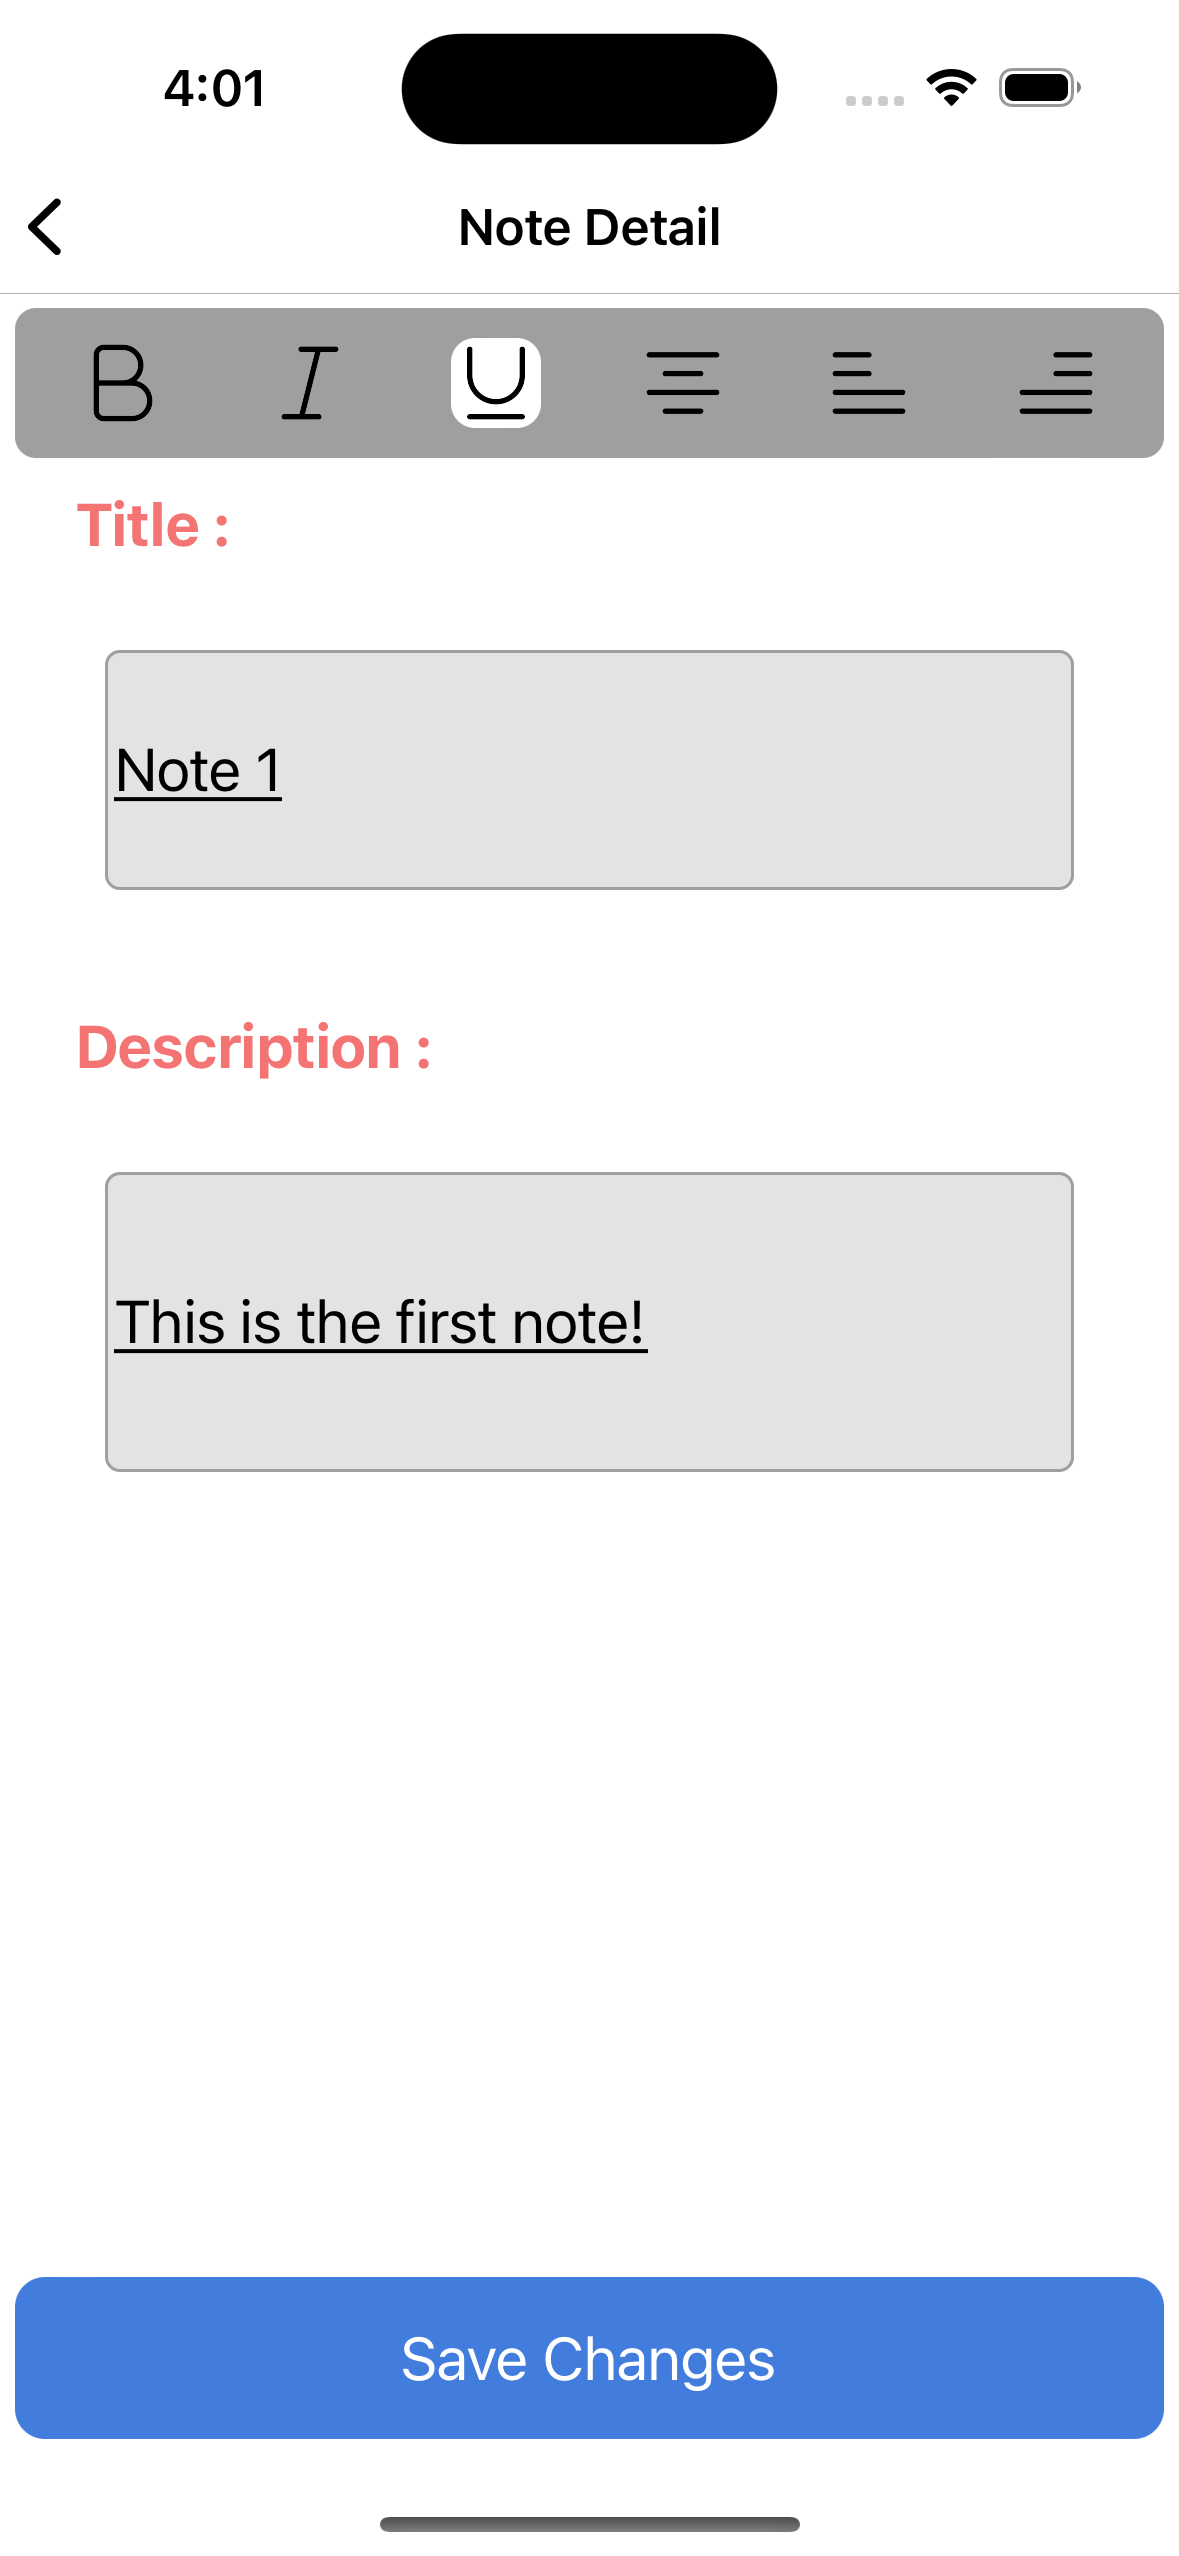 4:01
Note Detail
B I U
Title :
Note 1
Description :
This is the first note!
Save Changes